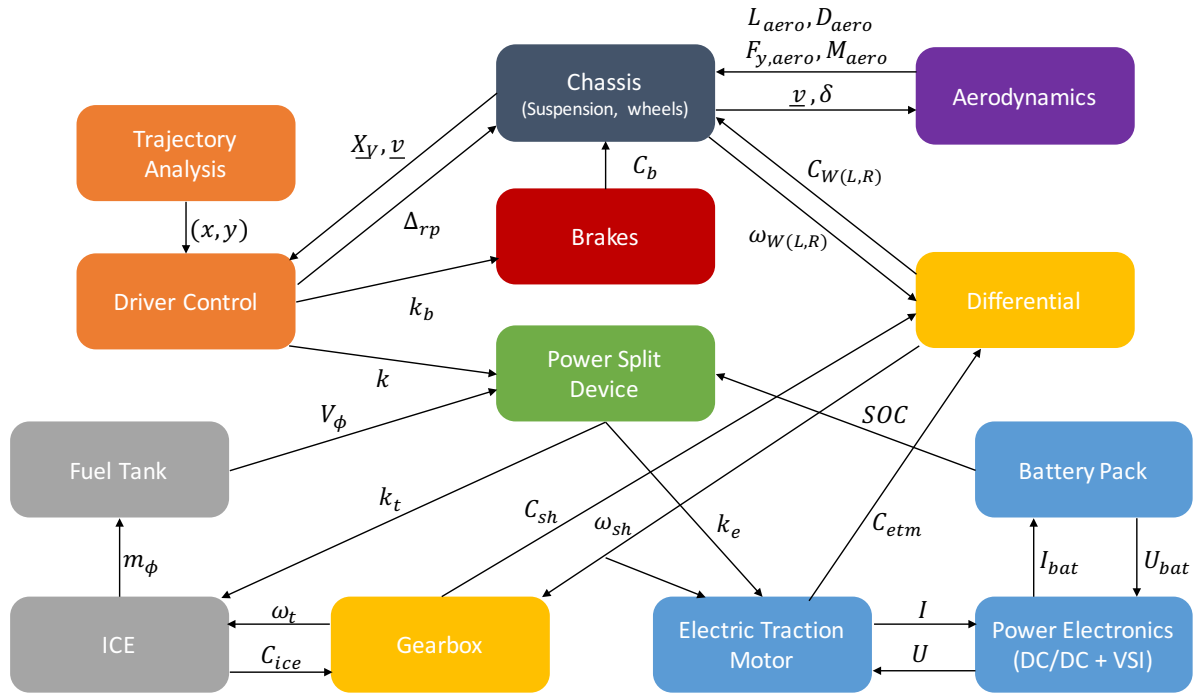 L_aero, D_aero
F_y,aero, M_aero
Chassis
(Suspension, wheels)
v, δ
Aerodynamics
Trajectory
Analysis
X_V, v
C_b
C_W(L,R)
(x, y)
Δ_rp
Brakes
ω_W(L,R)
Driver Control
k_b
Differential
k
Power Split
Device
V_ϕ
SOC
Fuel Tank
Battery Pack
k_t
C_sh
ω_sh
k_e
C_etm
m_ϕ
I_bat
U_bat
ω_t
ICE
Gearbox
C_ice
Electric Traction
Motor
I
U
Power Electronics
(DC/DC + VSI)